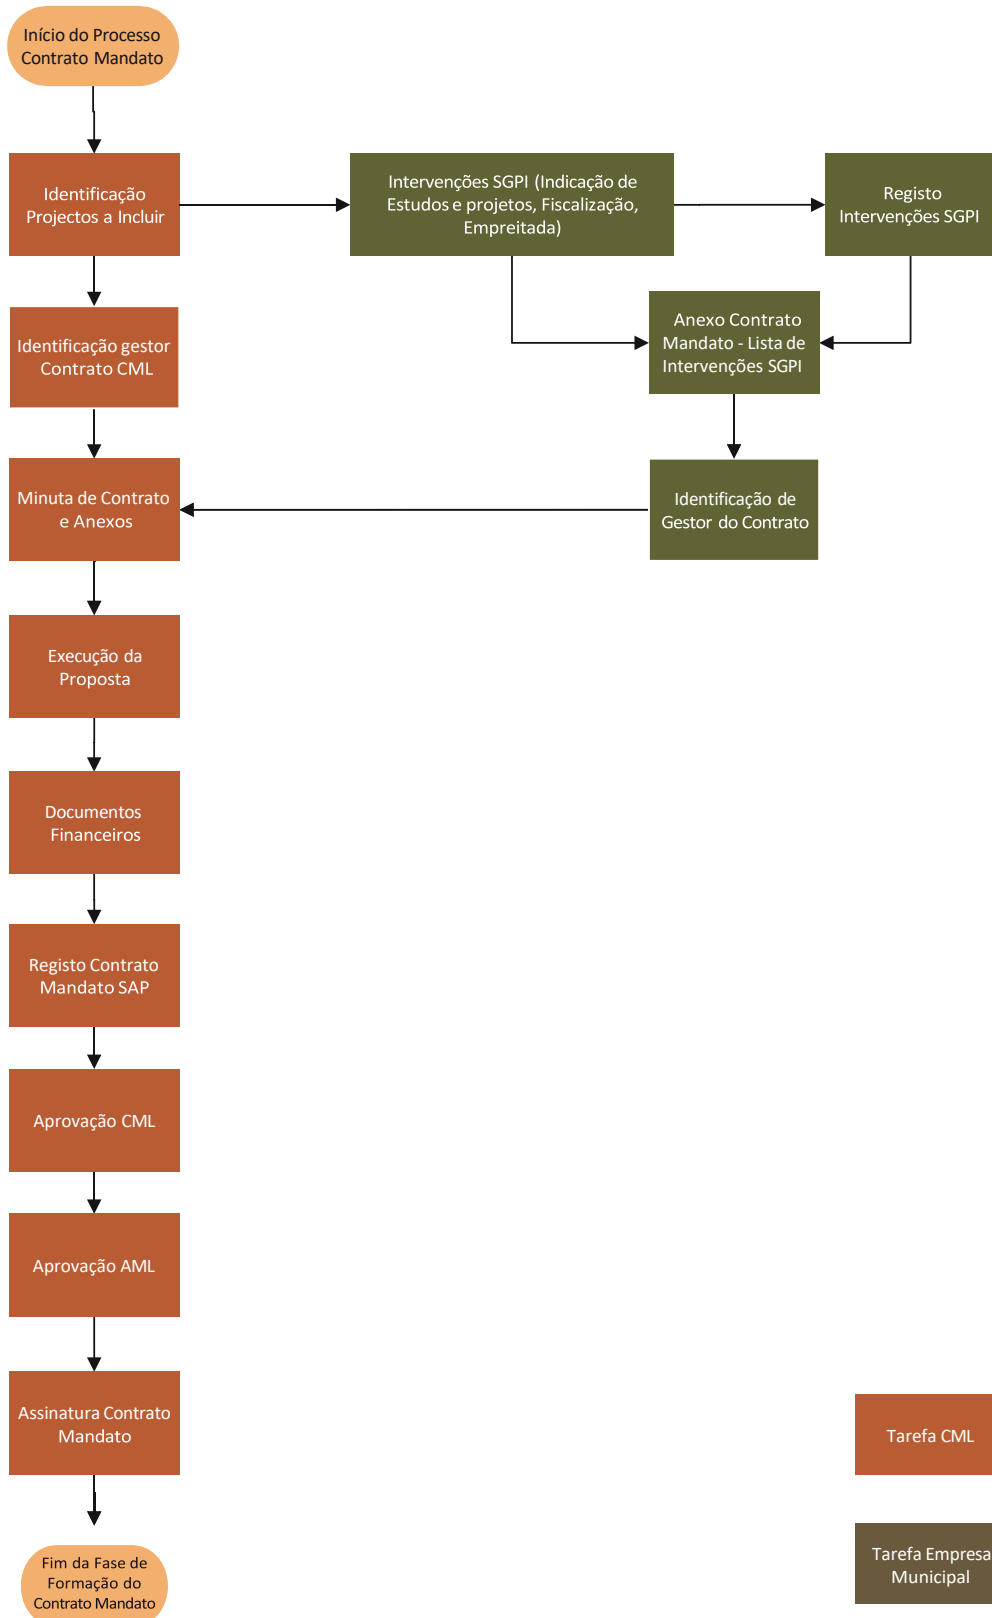 Início do Processo
Contrato Mandato
Identificação
Projectos a Incluir
Intervenções SGPI (Indicação de
Estudos e projetos, Fiscalização,
Empreitada)
Registo
Intervenções SGPI
Anexo Contrato
Mandato - Lista de
Intervenções SGPI
Identificação gestor
Contrato CML
Minuta de Contrato
e Anexos
Identificação de
Gestor do Contrato
Execução da
Proposta
Documentos
Financeiros
Registo Contrato
Mandato SAP
Aprovação CML
Aprovação AML
Assinatura Contrato
Mandato
Fim da Fase de
Formação do
Contrato Mandato
Tarefa CML
Tarefa Empresa
Municipal